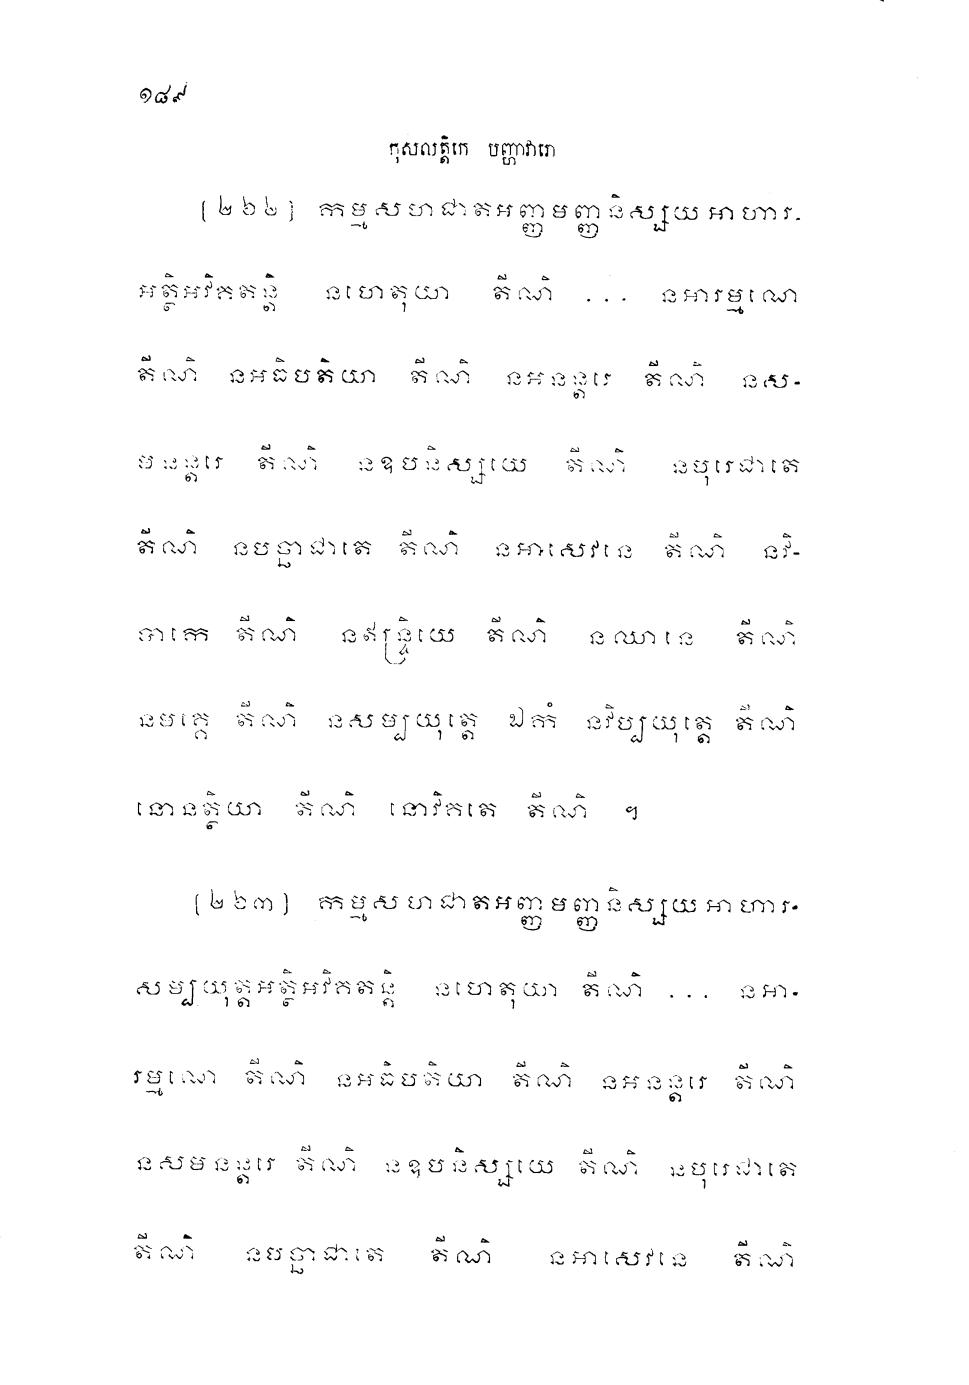 ១៨៩
កុសលត្តិកេ បញ្ហាវារោ
(២៦២) កម្មសហជាតអញ្ញមញ្ញនិស្សយអាហារ-
អត្ថិអវិគតន្តិ នហេតុយា តីណិ ... នអារម្មណេ
តីណិ នអធិបតិយា តីណិ នអនន្តរេ តីណិ នស-
មនន្តរេ តីណិ នឧបនិស្សយេ តីណិ នបុរេជាតេ
តីណិ នបច្ឆាជាតេ តីណិ នអាសេវនេ តីណិ នវិ-
បាកេ តីណិ នឥន្ទ្រិយេ តីណិ នឈានេ តីណិ
នមគ្គេ តីណិ នសម្បយុត្តេ ឯកំ នវិប្បយុត្តេ តីណិ
នោនត្ថិយា តីណិ នោវិគតេ តីណិ ។
(២៦៣) កម្មសហជាតអញ្ញមញ្ញនិស្សយអាហារ-
សម្បយុត្តអត្ថិអវិគតន្តិ នហេតុយា តីណិ ... នអា-
រម្មណេ តីណិ នអធិបតិយា តីណិ នអនន្តរេ តីណិ
នសមនន្តរេ តីណិ នឧបនិស្សយេ តីណិ នបុរេជាតេ
តីណិ នបច្ឆាជាតេ តីណិ នអាសេវនេ តីណិ